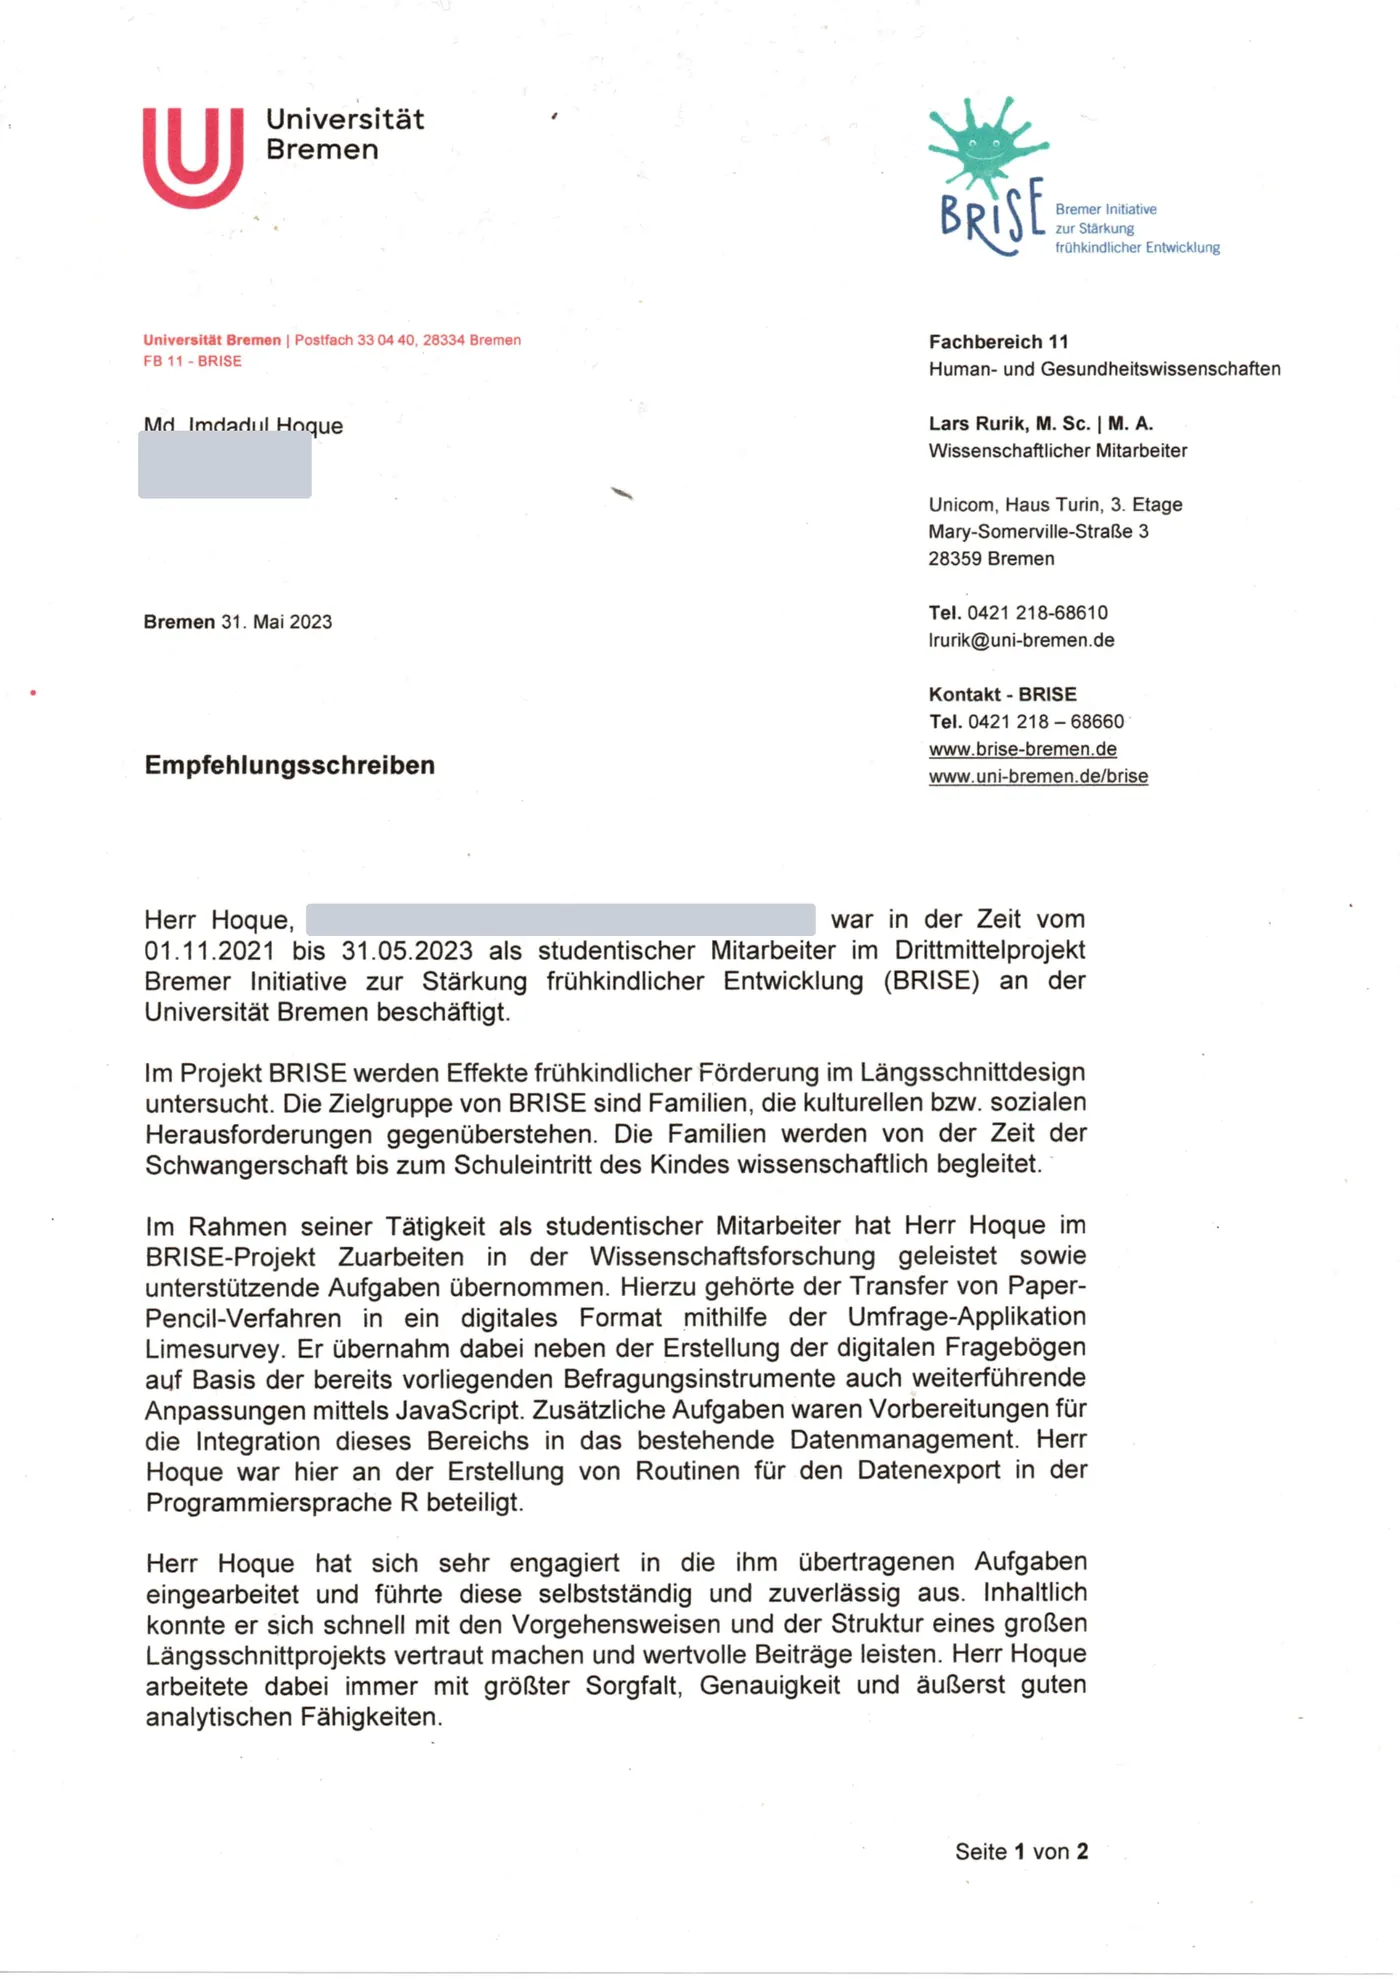 Universität
Bremen
BRISE
Bremer Initiative
zur Stärkung
frühkindlicher Entwicklung
Universität Bremen | Postfach 33 04 40, 28334 Bremen
FB 11 - BRISE
Md. Imdadul Hoque
Bremen 31. Mai 2023
Fachbereich 11
Human- und Gesundheitswissenschaften
Lars Rurik, M. Sc. | M. A.
Wissenschaftlicher Mitarbeiter
Unicom, Haus Turin, 3. Etage
Mary-Somerville-Straße 3
28359 Bremen
Tel. 0421 218-68610
lrurik@uni-bremen.de
Kontakt - BRISE
Tel. 0421 218 – 68660
www.brise-bremen.de
www.uni-bremen.de/brise
Empfehlungsschreiben
Herr Hoque, war in der Zeit vom
01.11.2021 bis 31.05.2023 als studentischer Mitarbeiter im Drittmittelprojekt
Bremer Initiative zur Stärkung frühkindlicher Entwicklung (BRISE) an der
Universität Bremen beschäftigt.
Im Projekt BRISE werden Effekte frühkindlicher Förderung im Längsschnittdesign
untersucht. Die Zielgruppe von BRISE sind Familien, die kulturellen bzw. sozialen
Herausforderungen gegenüberstehen. Die Familien werden von der Zeit der
Schwangerschaft bis zum Schuleintritt des Kindes wissenschaftlich begleitet.
Im Rahmen seiner Tätigkeit als studentischer Mitarbeiter hat Herr Hoque im
BRISE-Projekt Zuarbeiten in der Wissenschaftsforschung geleistet sowie
unterstützende Aufgaben übernommen. Hierzu gehörte der Transfer von Paper-
Pencil-Verfahren in ein digitales Format mithilfe der Umfrage-Applikation
Limesurvey. Er übernahm dabei neben der Erstellung der digitalen Fragebögen
auf Basis der bereits vorliegenden Befragungsinstrumente auch weiterführende
Anpassungen mittels JavaScript. Zusätzliche Aufgaben waren Vorbereitungen für
die Integration dieses Bereichs in das bestehende Datenmanagement. Herr
Hoque war hier an der Erstellung von Routinen für den Datenexport in der
Programmiersprache R beteiligt.
Herr Hoque hat sich sehr engagiert in die ihm übertragenen Aufgaben
eingearbeitet und führte diese selbstständig und zuverlässig aus. Inhaltlich
konnte er sich schnell mit den Vorgehensweisen und der Struktur eines großen
Längsschnittprojekts vertraut machen und wertvolle Beiträge leisten. Herr Hoque
arbeitete dabei immer mit größter Sorgfalt, Genauigkeit und äußerst guten
analytischen Fähigkeiten.
Seite 1 von 2